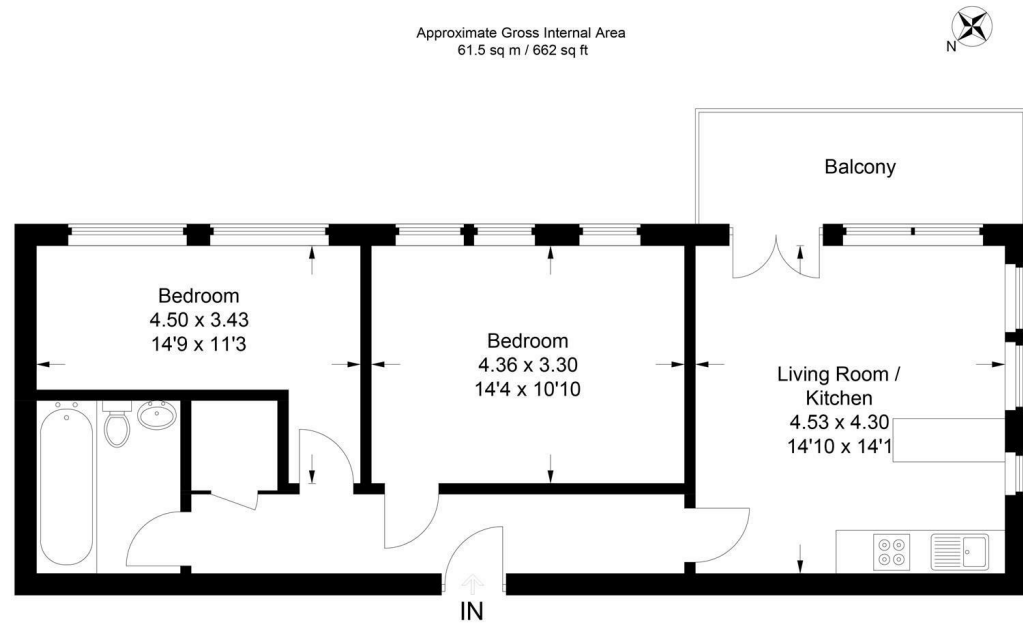 Approximate Gross Internal Area
61.5 sq m / 662 sq ft
N
Balcony
Bedroom
4.50 x 3.43
14'9 x 11'3
Bedroom
4.36 x 3.30
14'4 x 10'10
Living Room /
Kitchen
4.53 x 4.30
14'10 x 14'1
IN